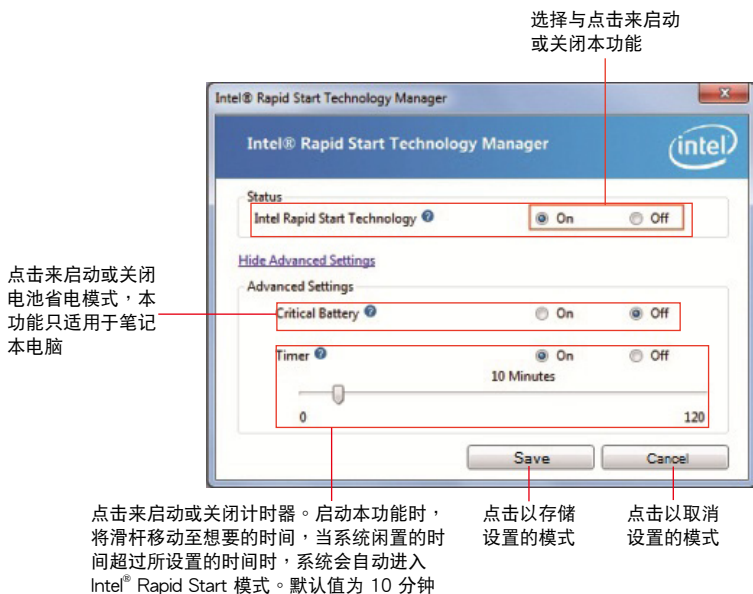 选择与点击来启动
或关闭本功能
Intel® Rapid Start Technology Manager
Intel® Rapid Start Technology Manager
intel
Status
Intel Rapid Start Technology
On
Off
Hide Advanced Settings
Advanced Settings
点击来启动或关闭
电池省电模式，本
功能只适用于笔记
本电脑
Critical Battery
On
Off
Timer
On
Off
10 Minutes
0
120
Save
Cancel
点击来启动或关闭计时器。启动本功能时，
将滑杆移动至想要的时间，当系统闲置的时
间超过所设置的时间时，系统会自动进入
Intel® Rapid Start 模式。默认值为 10 分钟
点击以存储
设置的模式
点击以取消
设置的模式